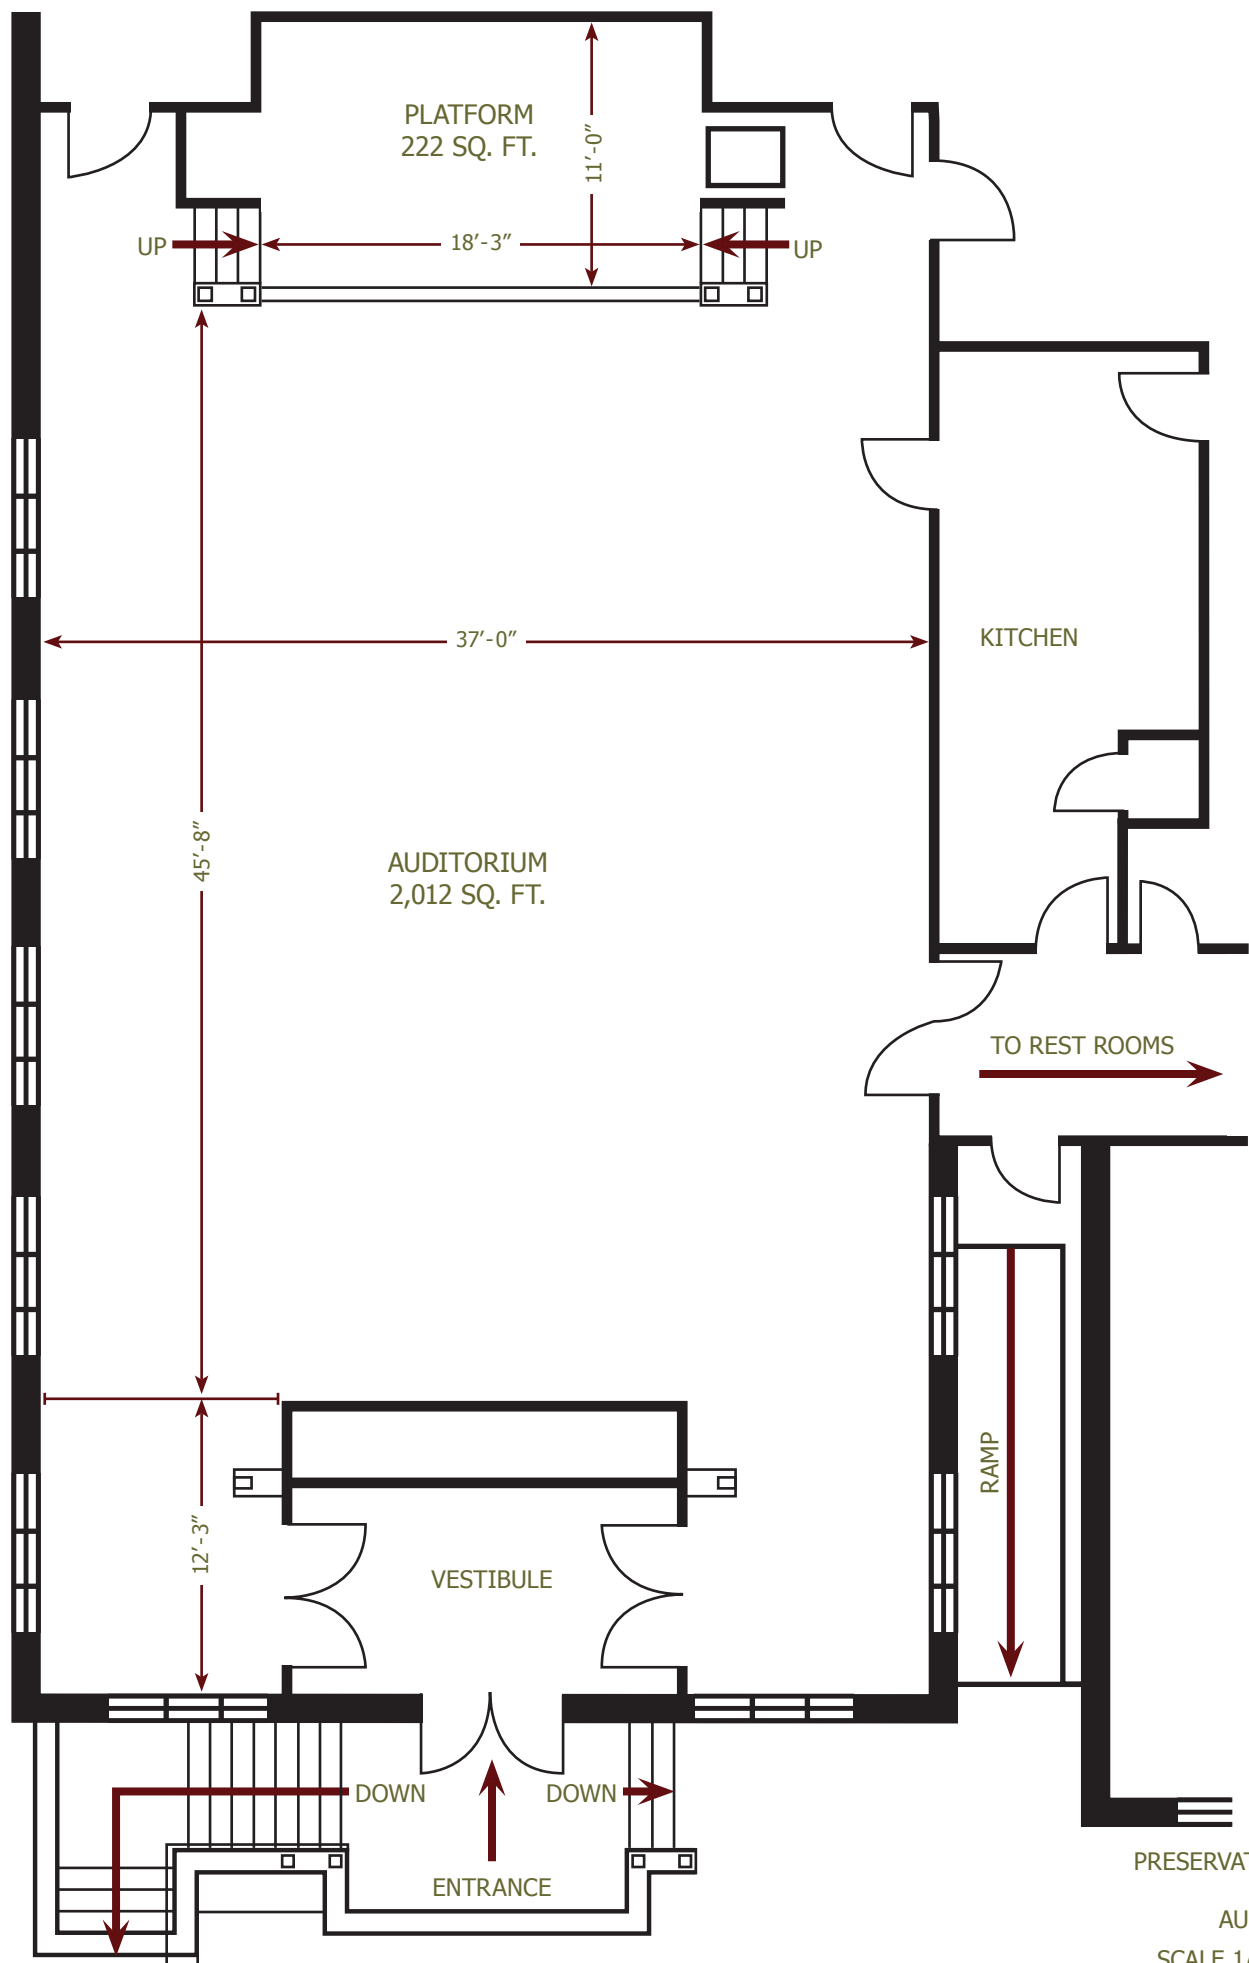 PLATFORM
222 SQ. FT.
11′-0″
UP
18′-3″
UP
37′-0″
KITCHEN
45′-8″
AUDITORIUM
2,012 SQ. FT.
TO REST ROOMS
RAMP
12′-3″
VESTIBULE
DOWN
DOWN
ENTRANCE
SCALE